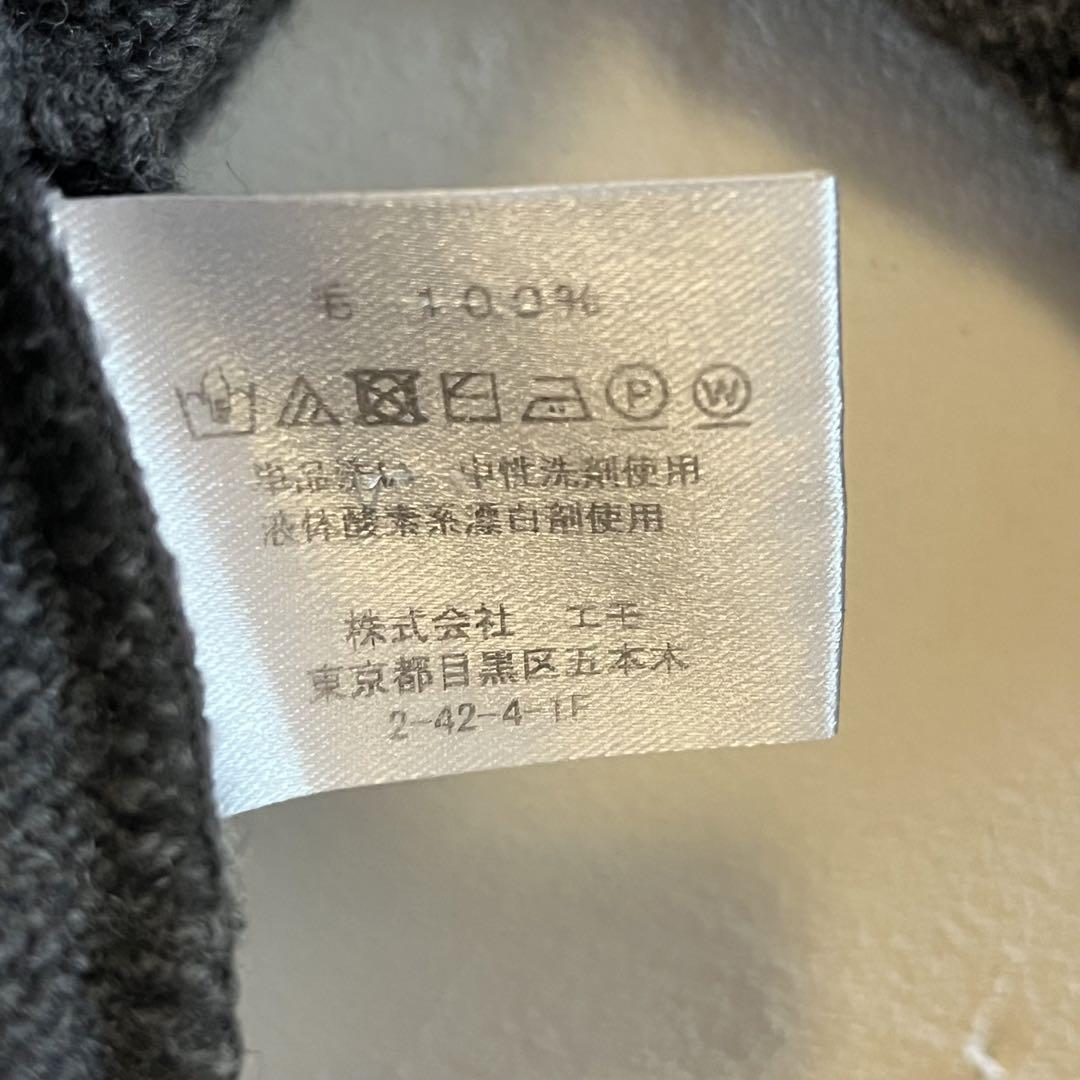 100%
P W
単品洗い 中性洗剤使用
液体酸素系漂白剤使用
株式会社 エモ
東京都目黒区五本木
2-42-4-1F